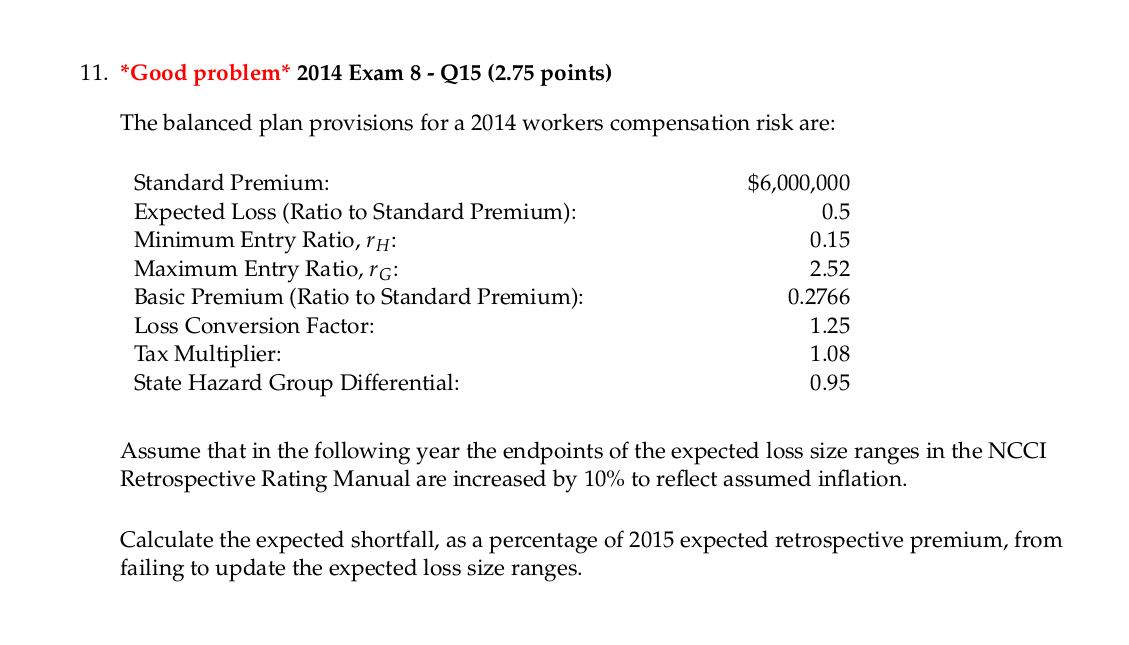 11. *Good problem* 2014 Exam 8 - Q15 (2.75 points)
The balanced plan provisions for a 2014 workers compensation risk are:
Standard Premium: $6,000,000
Expected Loss (Ratio to Standard Premium): 0.5
Minimum Entry Ratio, r_H: 0.15
Maximum Entry Ratio, r_G: 2.52
Basic Premium (Ratio to Standard Premium): 0.2766
Loss Conversion Factor: 1.25
Tax Multiplier: 1.08
State Hazard Group Differential: 0.95
Assume that in the following year the endpoints of the expected loss size ranges in the NCCI
Retrospective Rating Manual are increased by 10% to reflect assumed inflation.
Calculate the expected shortfall, as a percentage of 2015 expected retrospective premium, from
failing to update the expected loss size ranges.